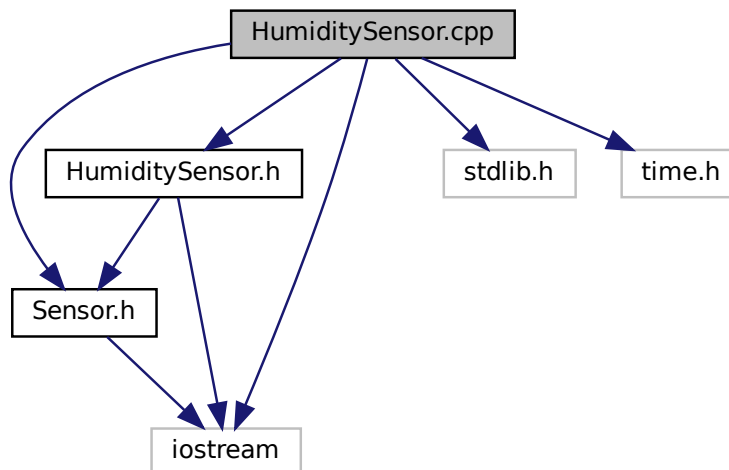 HumiditySensor.cpp
HumiditySensor.h
stdlib.h
time.h
Sensor.h
iostream